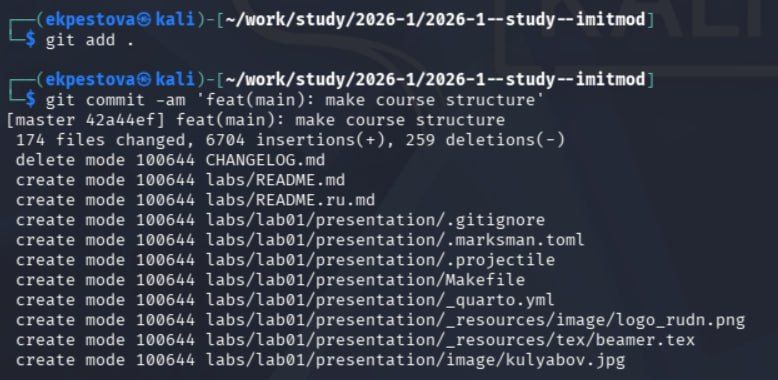 ┌──(ekpestova㉿kali)-[~/work/study/2026-1/2026-1--study--imitmod]
└─$ git add .
┌──(ekpestova㉿kali)-[~/work/study/2026-1/2026-1--study--imitmod]
└─$ git commit -am 'feat(main): make course structure'
[master 42a44ef] feat(main): make course structure
 174 files changed, 6704 insertions(+), 259 deletions(-)
 delete mode 100644 CHANGELOG.md
 create mode 100644 labs/README.md
 create mode 100644 labs/README.ru.md
 create mode 100644 labs/lab01/presentation/.gitignore
 create mode 100644 labs/lab01/presentation/.marksman.toml
 create mode 100644 labs/lab01/presentation/.projectile
 create mode 100644 labs/lab01/presentation/Makefile
 create mode 100644 labs/lab01/presentation/_quarto.yml
 create mode 100644 labs/lab01/presentation/_resources/image/logo_rudn.png
 create mode 100644 labs/lab01/presentation/_resources/tex/beamer.tex
 create mode 100644 labs/lab01/presentation/image/kulyabov.jpg